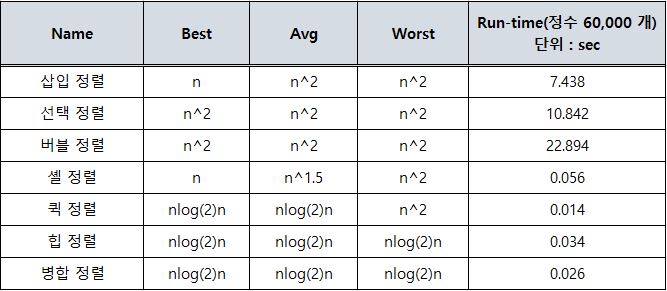 Name Best Avg Worst Run-time(정수 60,000 개)
단위 : sec
삽입 정렬 n n^2 n^2 7.438
선택 정렬 n^2 n^2 n^2 10.842
버블 정렬 n^2 n^2 n^2 22.894
셸 정렬 n n^1.5 n^2 0.056
퀵 정렬 nlog(2)n nlog(2)n n^2 0.014
힙 정렬 nlog(2)n nlog(2)n nlog(2)n 0.034
병합 정렬 nlog(2)n nlog(2)n nlog(2)n 0.026